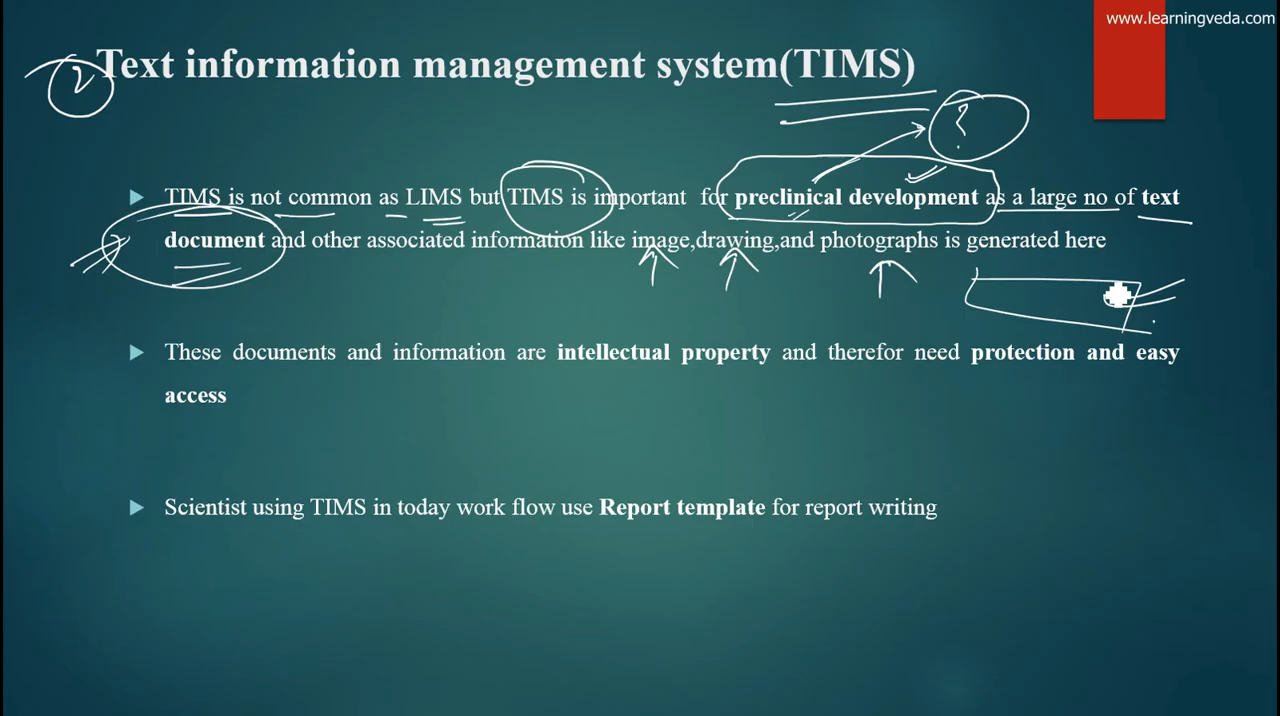 www.learningveda.com
2 Text information management system(TIMS)
?
TIMS is not common as LIMS but TIMS is important for preclinical development as a large no of text
document and other associated information like image,drawing,and photographs is generated here
These documents and information are intellectual property and therefor need protection and easy
access
Scientist using TIMS in today work flow use Report template for report writing